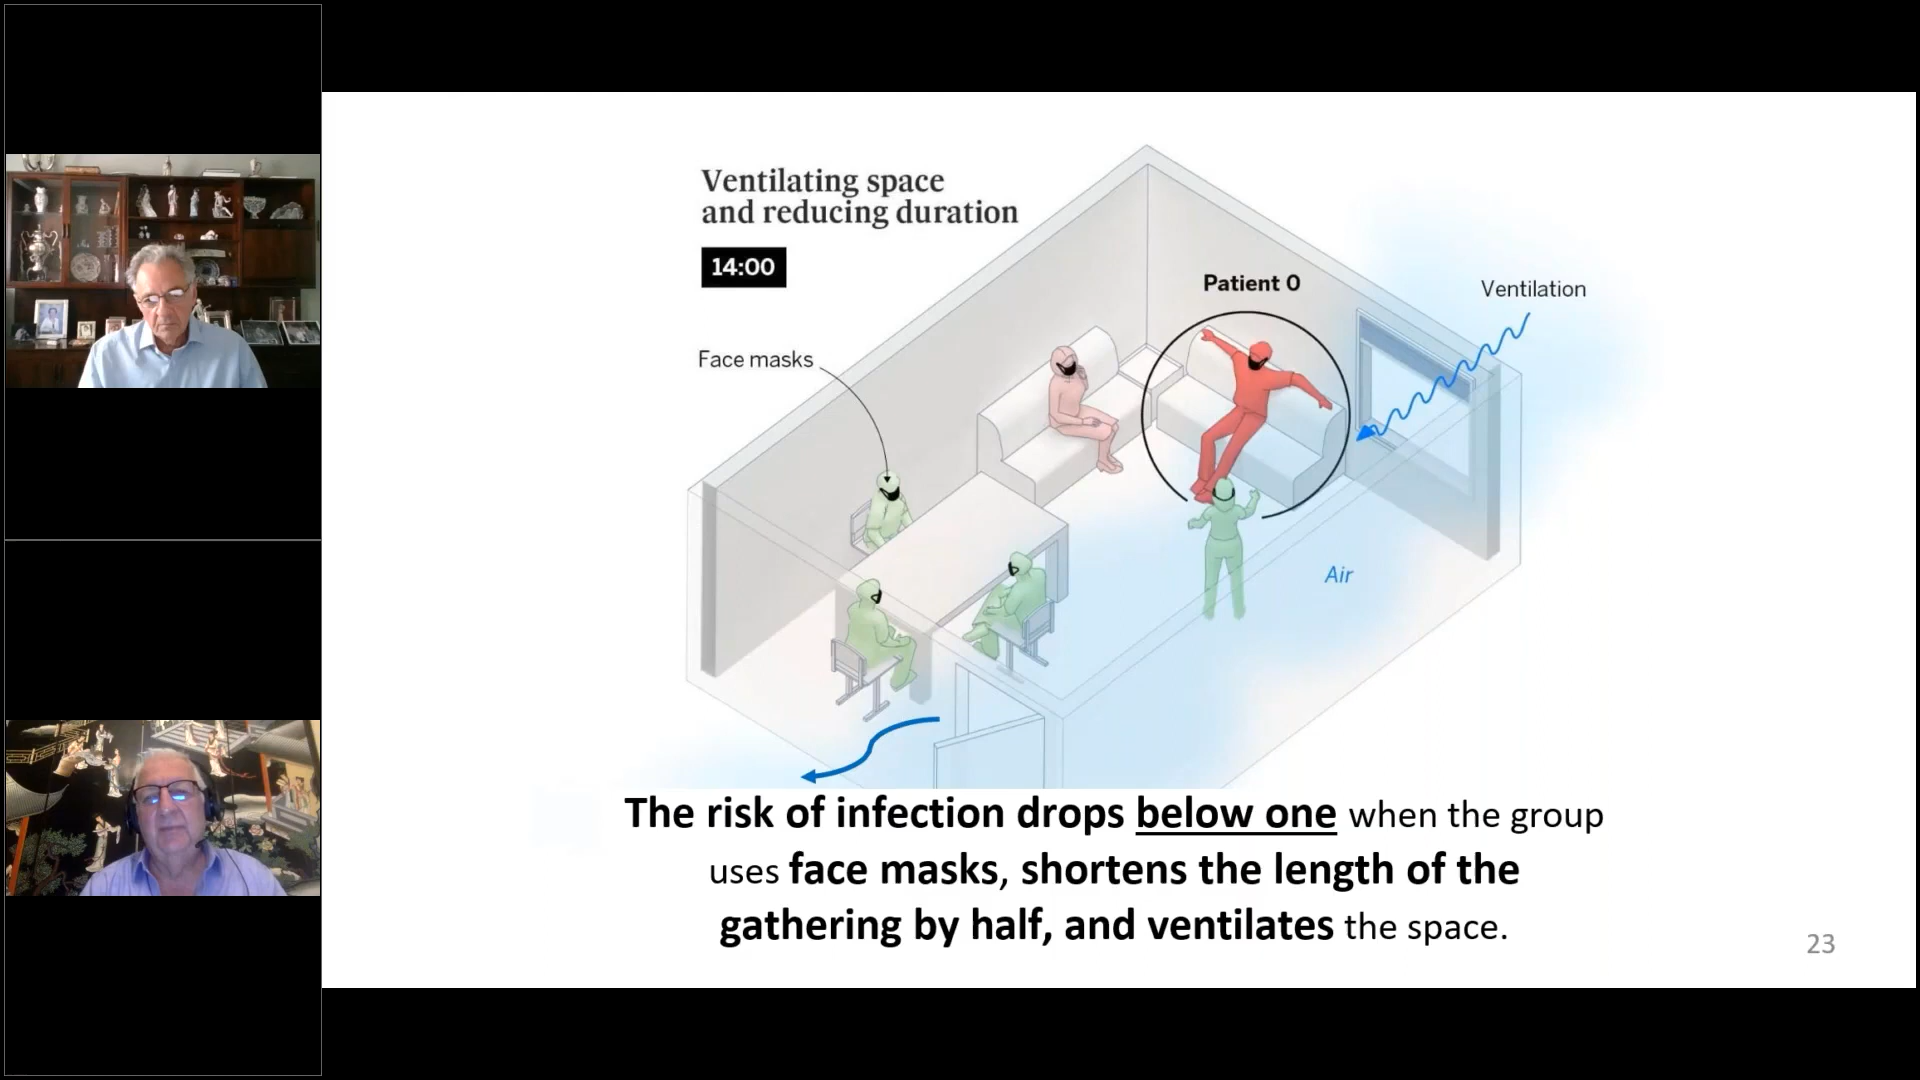 Ventilating space
and reducing duration
14:00
Patient 0
Ventilation
Face masks
Air
The risk of infection drops below one when the group
uses face masks, shortens the length of the
gathering by half, and ventilates the space.
23